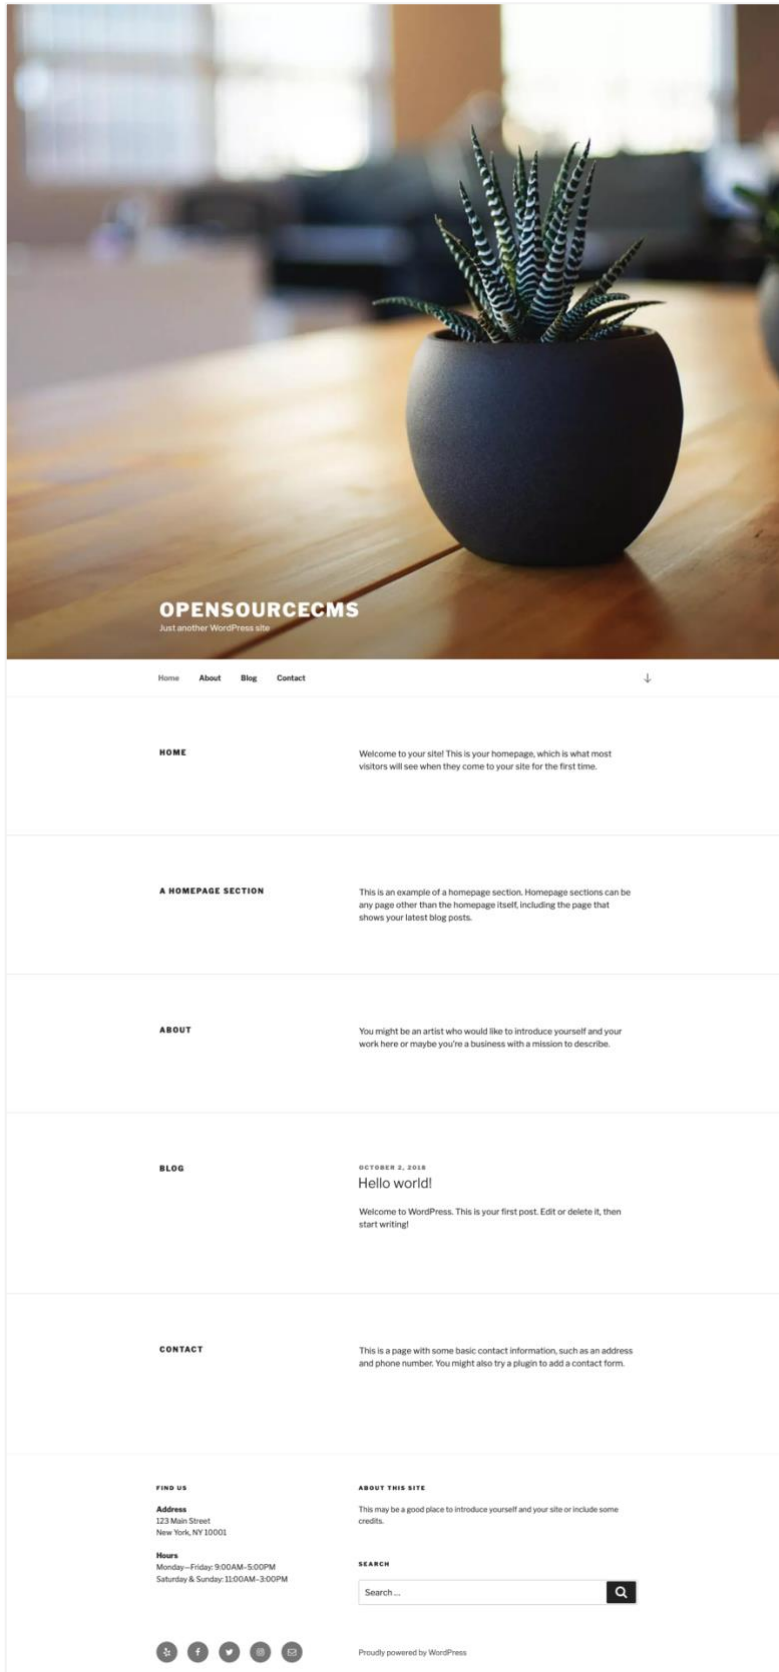 OPENSOURCECMS
Just another WordPress site
Home About Blog Contact
HOME
Welcome to your site! This is your homepage, which is what most
visitors will see when they come to your site for the first time.
A HOMEPAGE SECTION
This is an example of a homepage section. Homepage sections can be
any page other than the homepage itself, including the page that
shows your latest blog posts.
ABOUT
You might be an artist who would like to introduce yourself and your
work here or maybe you're a business with a mission to describe.
BLOG
OCTOBER 2, 2018
Hello world!
Welcome to WordPress. This is your first post. Edit or delete it, then
start writing!
CONTACT
This is a page with some basic contact information, such as an address
and phone number. You might also try a plugin to add a contact form.
FIND US
Address
123 Main Street
New York, NY 10001
Hours
Monday—Friday: 9:00AM–5:00PM
Saturday & Sunday: 11:00AM–3:00PM
ABOUT THIS SITE
This may be a good place to introduce yourself and your site or include some
credits.
SEARCH
Search …
Proudly powered by WordPress